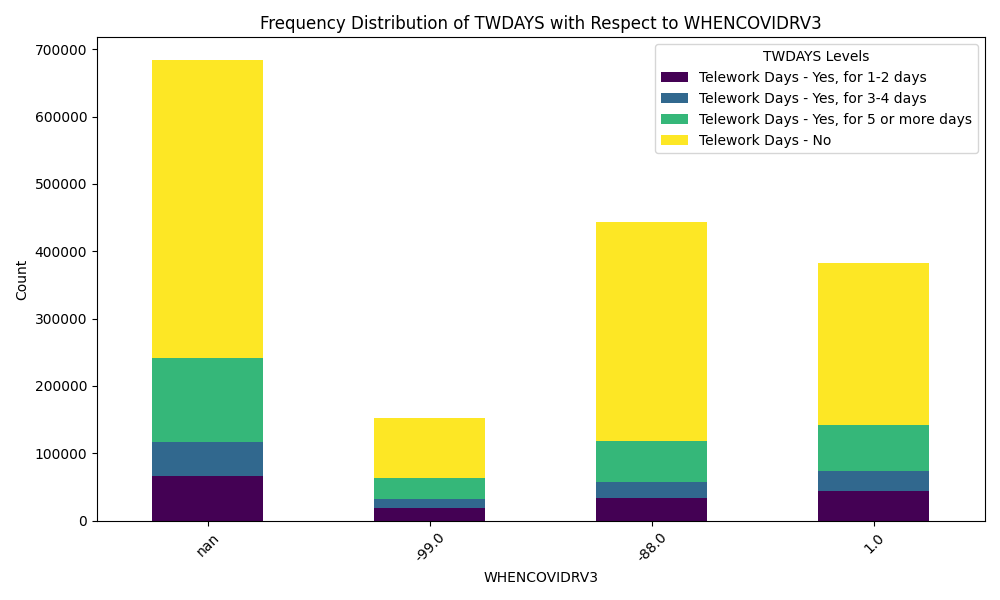 Frequency Distribution of TWDAYS with Respect to WHENCOVIDRV3
TWDAYS Levels
Telework Days - Yes, for 1-2 days
Telework Days - Yes, for 3-4 days
Telework Days - Yes, for 5 or more days
Telework Days - No
Count
700000
600000
500000
400000
300000
200000
100000
0
nan
-99.0
-88.0
1.0
WHENCOVIDRV3